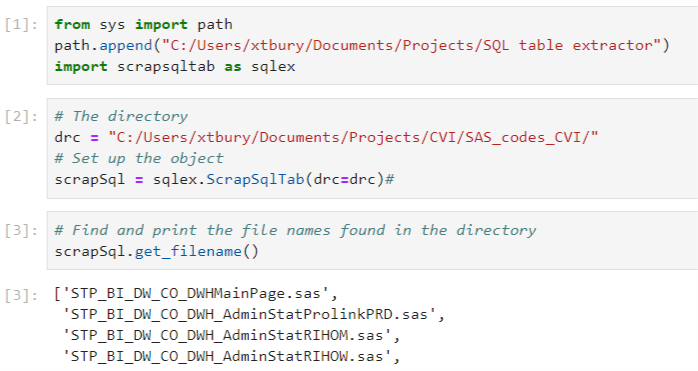 [1]: from sys import path
path.append("C:/Users/xtbury/Documents/Projects/SQL table extractor")
import scrapsqltab as sqlex
[2]: # The directory
drc = "C:/Users/xtbury/Documents/Projects/CVI/SAS_codes_CVI/"
# Set up the object
scrapSql = sqlex.ScrapSqlTab(drc=drc)#
[3]: # Find and print the file names found in the directory
scrapSql.get_filename()
[3]: ['STP_BI_DW_CO_DWHMainPage.sas',
'STP_BI_DW_CO_DWH_AdminStatProlinkPRD.sas',
'STP_BI_DW_CO_DWH_AdminStatRIHOM.sas',
'STP_BI_DW_CO_DWH_AdminStatRIHOW.sas',